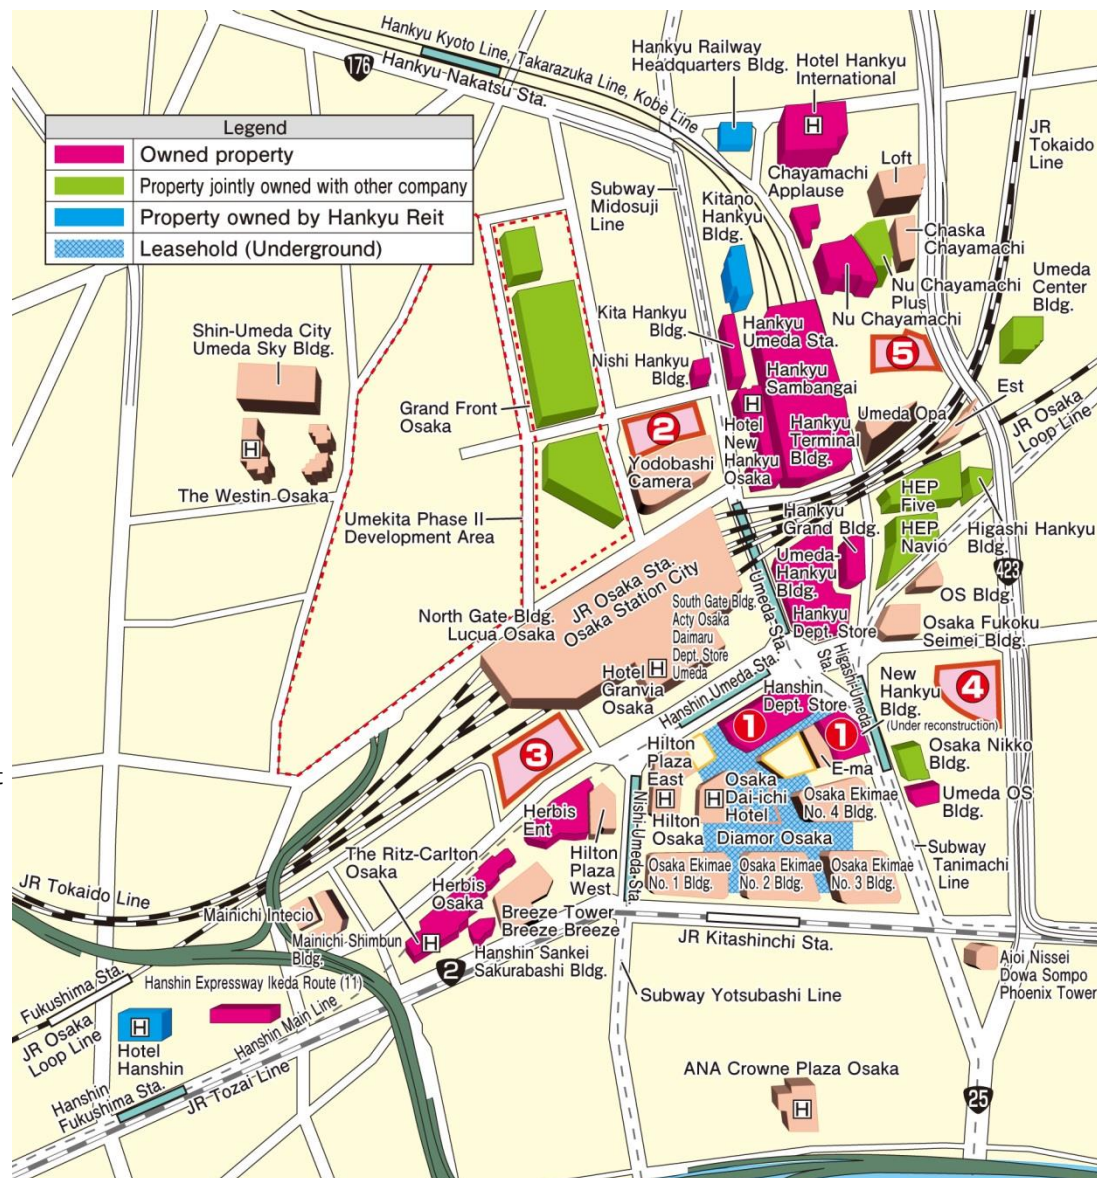 Hankyu Kyoto Line, Takarazuka Line, Kobe Line
176
Hankyu-Nakatsu Sta.
Hankyu Railway
Headquarters Bldg.
Hotel Hankyu
International
H
JR
Tokaido
Line
Legend
Owned property
Property jointly owned with other company
Property owned by Hankyu Reit
Leasehold (Underground)
Subway
Midosuji
Line
Chayamachi
Applause
Loft
Kitano
Hankyu
Bldg.
Chaska
Chayamachi
Nu Chayamachi
Plus
Nu Chayamachi
Umeda
Center
Bldg.
Kita Hankyu
Bldg.
Nishi Hankyu
Bldg.
Hankyu
Umeda Sta.
Hankyu
Sambangai
Hankyu
Terminal
Bldg.
H
Hotel
New
Hankyu
Osaka
5
Est
Umeda Opa
JR Osaka
Loop Line
Shin-Umeda City
Umeda Sky Bldg.
H
The Westin Osaka
Grand Front
Osaka
2
Yodobashi
Camera
Umekita Phase II
Development Area
HEP
Five
HEP
Navio
Higashi Hankyu
Bldg.
Hankyu
Grand Bldg.
Umeda-
Hankyu
Bldg.
Hankyu
Dept. Store
423
OS Bldg.
Osaka Fukoku
Seimei Bldg.
Umeda Sta.
JR Osaka Sta.
Osaka Station City
North Gate Bldg.
Lucua Osaka
South Gate Bldg.
Acty Osaka
Daimaru
Dept. Store
Umeda
H
Hotel
Granvia
Osaka
Hanshin-Umeda Sta.
Higashi-Umeda
Sta.
New
Hankyu
Bldg.
(Under reconstruction)
4
Hanshin
Dept. Store
1
1
3
Hilton
Plaza
East
H
Hilton
Osaka
Osaka
Dai-ichi
Hotel
H
E-ma
Osaka Ekimae
No. 4 Bldg.
Osaka Nikko
Bldg.
Umeda OS
Bldg.
Diamor Osaka
Nishi-Umeda Sta.
Osaka Ekimae
No. 1 Bldg.
Osaka Ekimae
No. 2 Bldg.
Osaka Ekimae
No. 3 Bldg.
Subway
Tanimachi
Line
Herbis
Ent
Hilton
Plaza
West
The Ritz-Carlton
Osaka
Herbis
Osaka
H
Breeze Tower
Breeze Breeze
Hanshin Sankei
Sakurabashi Bldg.
2
JR Tokaido Line
Mainichi Intecio
Mainichi-Shimbun
Bldg.
JR Kitashinchi Sta.
Ajoi Nissei
Dowa Sompo
Phoenix Tower
Subway Yotsubashi Line
Hanshin Expressway Ikeda Route (11)
Fukushima Sta.
JR Osaka
Loop Line
H
Hotel
Hanshin
Hanshin Main Line
JR Tozai Line
Hanshin
Fukushima Sta.
ANA Crowne Plaza Osaka
H
25